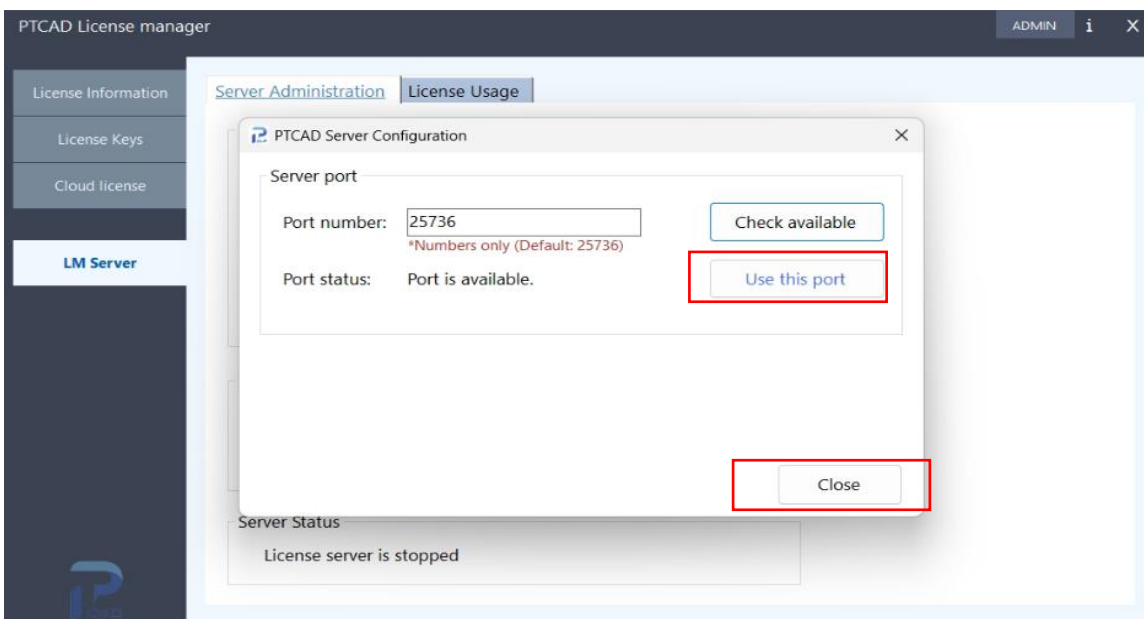 PTCAD License manager
ADMIN i X
License Information
License Keys
Cloud license
LM Server
Server Administration
License Usage
PTCAD Server Configuration
Server port
Port number: 25736
Check available
*Numbers only (Default: 25736)
Port status: Port is available.
Use this port
Close
Server Status
License server is stopped